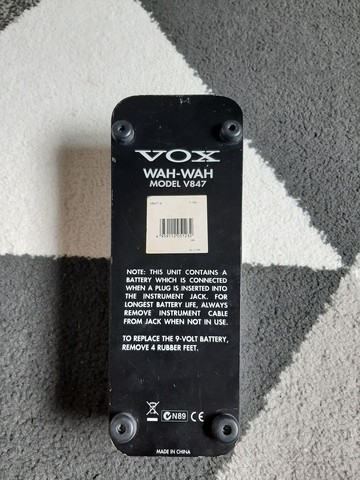 VOX
WAH-WAH
MODEL V847
NOTE: THIS UNIT CONTAINS A
BATTERY WHICH IS CONNECTED
WHEN A PLUG IS INSERTED INTO
THE INSTRUMENT JACK. FOR
LONGEST BATTERY LIFE, ALWAYS
REMOVE INSTRUMENT CABLE
FROM JACK WHEN NOT IN USE.
TO REPLACE THE 9-VOLT BATTERY,
REMOVE 4 RUBBER FEET.
N89 CE
MADE IN CHINA